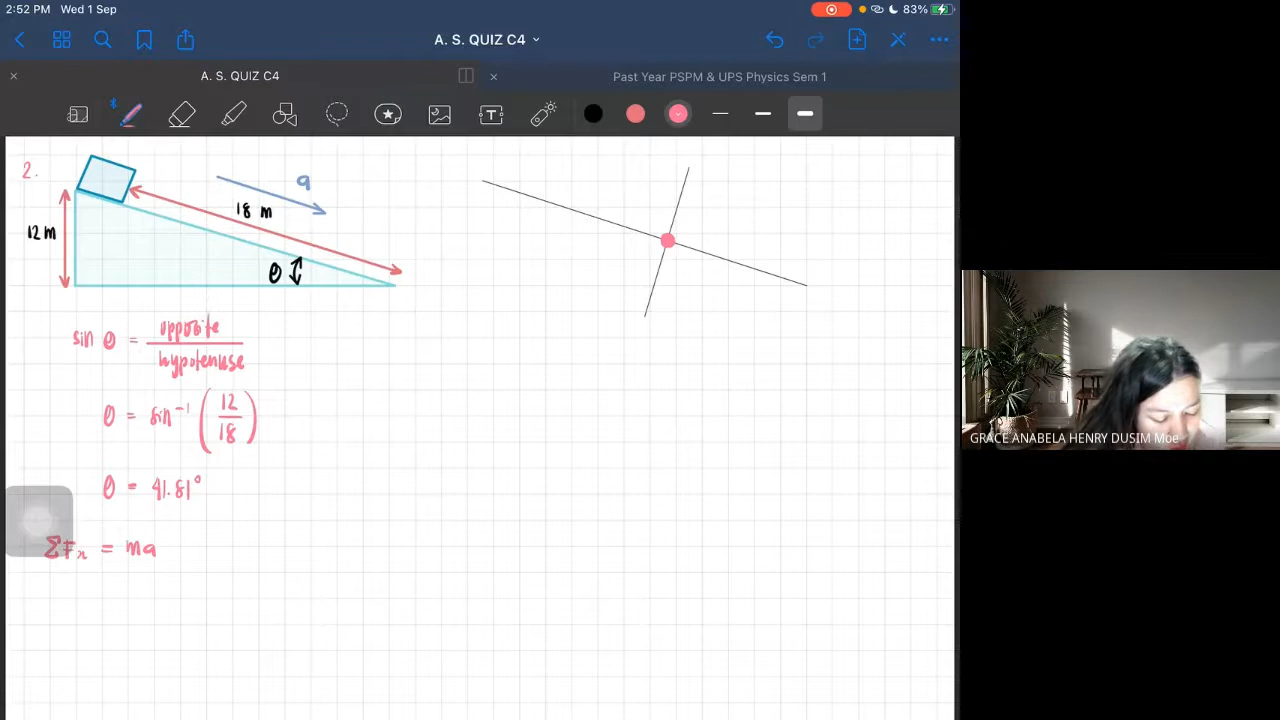 2:52 PM Wed 1 Sep
83%
A. S. QUIZ C4
A. S. QUIZ C4
Past Year PSPM & UPS Physics Sem 1
2.
a
18 m
12 m
θ
sin θ = opposite / hypotenuse
θ = sin⁻¹ (12/18)
θ = 41.81°
ΣFx = ma
GRACE ANABELA HENRY DUSIM Moe